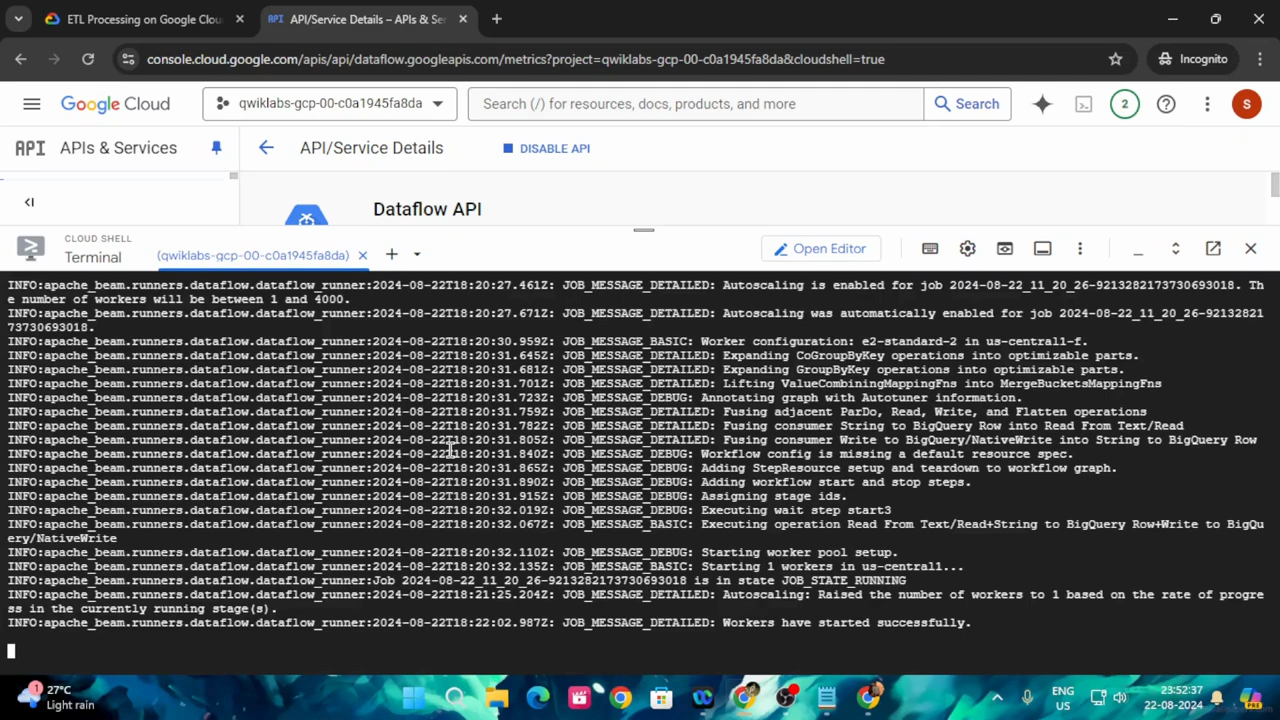 ETL Processing on Google Clou
API API/Service Details – APIs & Se
console.cloud.google.com/apis/api/dataflow.googleapis.com/metrics?project=qwiklabs-gcp-00-c0a1945fa8da&cloudshell=true
Incognito
Google Cloud
qwiklabs-gcp-00-c0a1945fa8da
Search (/) for resources, docs, products, and more
Search
2
S
API APIs & Services
API/Service Details
DISABLE API
Dataflow API
CLOUD SHELL
Terminal
(qwiklabs-gcp-00-c0a1945fa8da)
Open Editor
INFO:apache_beam.runners.dataflow.dataflow_runner:2024-08-22T18:20:27.461Z: JOB_MESSAGE_DETAILED: Autoscaling is enabled for job 2024-08-22_11_20_26-9213282173730693018. Th
e number of workers will be between 1 and 4000.
INFO:apache_beam.runners.dataflow.dataflow_runner:2024-08-22T18:20:27.671Z: JOB_MESSAGE_DETAILED: Autoscaling was automatically enabled for job 2024-08-22_11_20_26-92132821
73730693018.
INFO:apache_beam.runners.dataflow.dataflow_runner:2024-08-22T18:20:30.959Z: JOB_MESSAGE_BASIC: Worker configuration: e2-standard-2 in us-central1-f.
INFO:apache_beam.runners.dataflow.dataflow_runner:2024-08-22T18:20:31.645Z: JOB_MESSAGE_DETAILED: Expanding CoGroupByKey operations into optimizable parts.
INFO:apache_beam.runners.dataflow.dataflow_runner:2024-08-22T18:20:31.681Z: JOB_MESSAGE_DETAILED: Expanding GroupByKey operations into optimizable parts.
INFO:apache_beam.runners.dataflow.dataflow_runner:2024-08-22T18:20:31.701Z: JOB_MESSAGE_DETAILED: Lifting ValueCombiningMappingFns into MergeBucketsMappingFns
INFO:apache_beam.runners.dataflow.dataflow_runner:2024-08-22T18:20:31.723Z: JOB_MESSAGE_DEBUG: Annotating graph with Autotuner information.
INFO:apache_beam.runners.dataflow.dataflow_runner:2024-08-22T18:20:31.759Z: JOB_MESSAGE_DETAILED: Fusing adjacent ParDo, Read, Write, and Flatten operations
INFO:apache_beam.runners.dataflow.dataflow_runner:2024-08-22T18:20:31.782Z: JOB_MESSAGE_DETAILED: Fusing consumer String to BigQuery Row into Read From Text/Read
INFO:apache_beam.runners.dataflow.dataflow_runner:2024-08-22T18:20:31.805Z: JOB_MESSAGE_DETAILED: Fusing consumer Write to BigQuery/NativeWrite into String to BigQuery Row
INFO:apache_beam.runners.dataflow.dataflow_runner:2024-08-22T18:20:31.840Z: JOB_MESSAGE_DEBUG: Workflow config is missing a default resource spec.
INFO:apache_beam.runners.dataflow.dataflow_runner:2024-08-22T18:20:31.865Z: JOB_MESSAGE_DEBUG: Adding StepResource setup and teardown to workflow graph.
INFO:apache_beam.runners.dataflow.dataflow_runner:2024-08-22T18:20:31.890Z: JOB_MESSAGE_DEBUG: Adding workflow start and stop steps.
INFO:apache_beam.runners.dataflow.dataflow_runner:2024-08-22T18:20:31.915Z: JOB_MESSAGE_DEBUG: Assigning stage ids.
INFO:apache_beam.runners.dataflow.dataflow_runner:2024-08-22T18:20:32.019Z: JOB_MESSAGE_DEBUG: Executing wait step start3
INFO:apache_beam.runners.dataflow.dataflow_runner:2024-08-22T18:20:32.067Z: JOB_MESSAGE_BASIC: Executing operation Read From Text/Read+String to BigQuery Row+Write to BigQu
ery/NativeWrite
INFO:apache_beam.runners.dataflow.dataflow_runner:2024-08-22T18:20:32.110Z: JOB_MESSAGE_DEBUG: Starting worker pool setup.
INFO:apache_beam.runners.dataflow.dataflow_runner:2024-08-22T18:20:32.135Z: JOB_MESSAGE_BASIC: Starting 1 workers in us-central1...
INFO:apache_beam.runners.dataflow.dataflow_runner:Job 2024-08-22_11_20_26-9213282173730693018 is in state JOB_STATE_RUNNING
INFO:apache_beam.runners.dataflow.dataflow_runner:2024-08-22T18:21:25.204Z: JOB_MESSAGE_DETAILED: Autoscaling: Raised the number of workers to 1 based on the rate of progre
ss in the currently running stage(s).
INFO:apache_beam.runners.dataflow.dataflow_runner:2024-08-22T18:22:02.987Z: JOB_MESSAGE_DETAILED: Workers have started successfully.
1
27°C
Light rain
ENG
US
23:52:37
22-08-2024
PRE